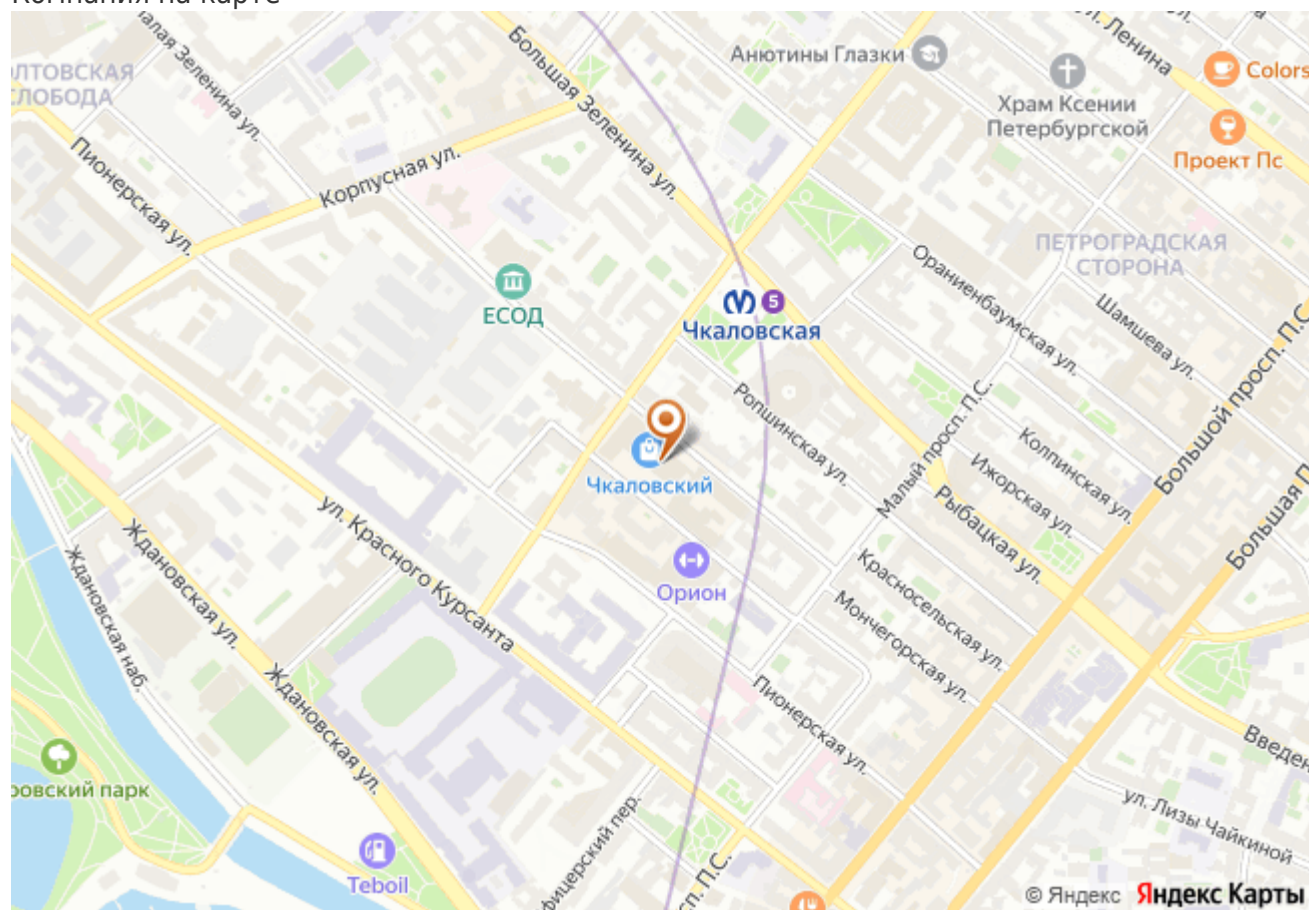 Компания на карте
Малая Зеленина ул.
Большая Зеленина ул.
Анютины Глазки
ул. Ленина
Colors
ОЛТОВСКАЯ
СЛОБОДА
Храм Ксении
Петербургской
Проект Пс
Пионерская ул.
Корпусная ул.
ПЕТРОГРАДСКАЯ
СТОРОНА
Ораниенбаумская ул.
Шамшева ул.
ЕСОД
5
Чкаловская
Большой просп. П.С.
Ропшинская ул.
Малый просп. П.С.
Колпинская ул.
Ижорская ул.
Рыбацкая ул.
Большая П
Чкаловский
ул. Красного Курсанта
Ждановская ул.
Ждановская наб.
Орион
Красносельская ул.
Мончегорская ул.
Пионерская ул.
Ждановская ул.
Введен
ровский парк
ул. Лизы Чайкиной
Teboil
фицерский пер.
сп. П.С.
© Яндекс Яндекс Карты